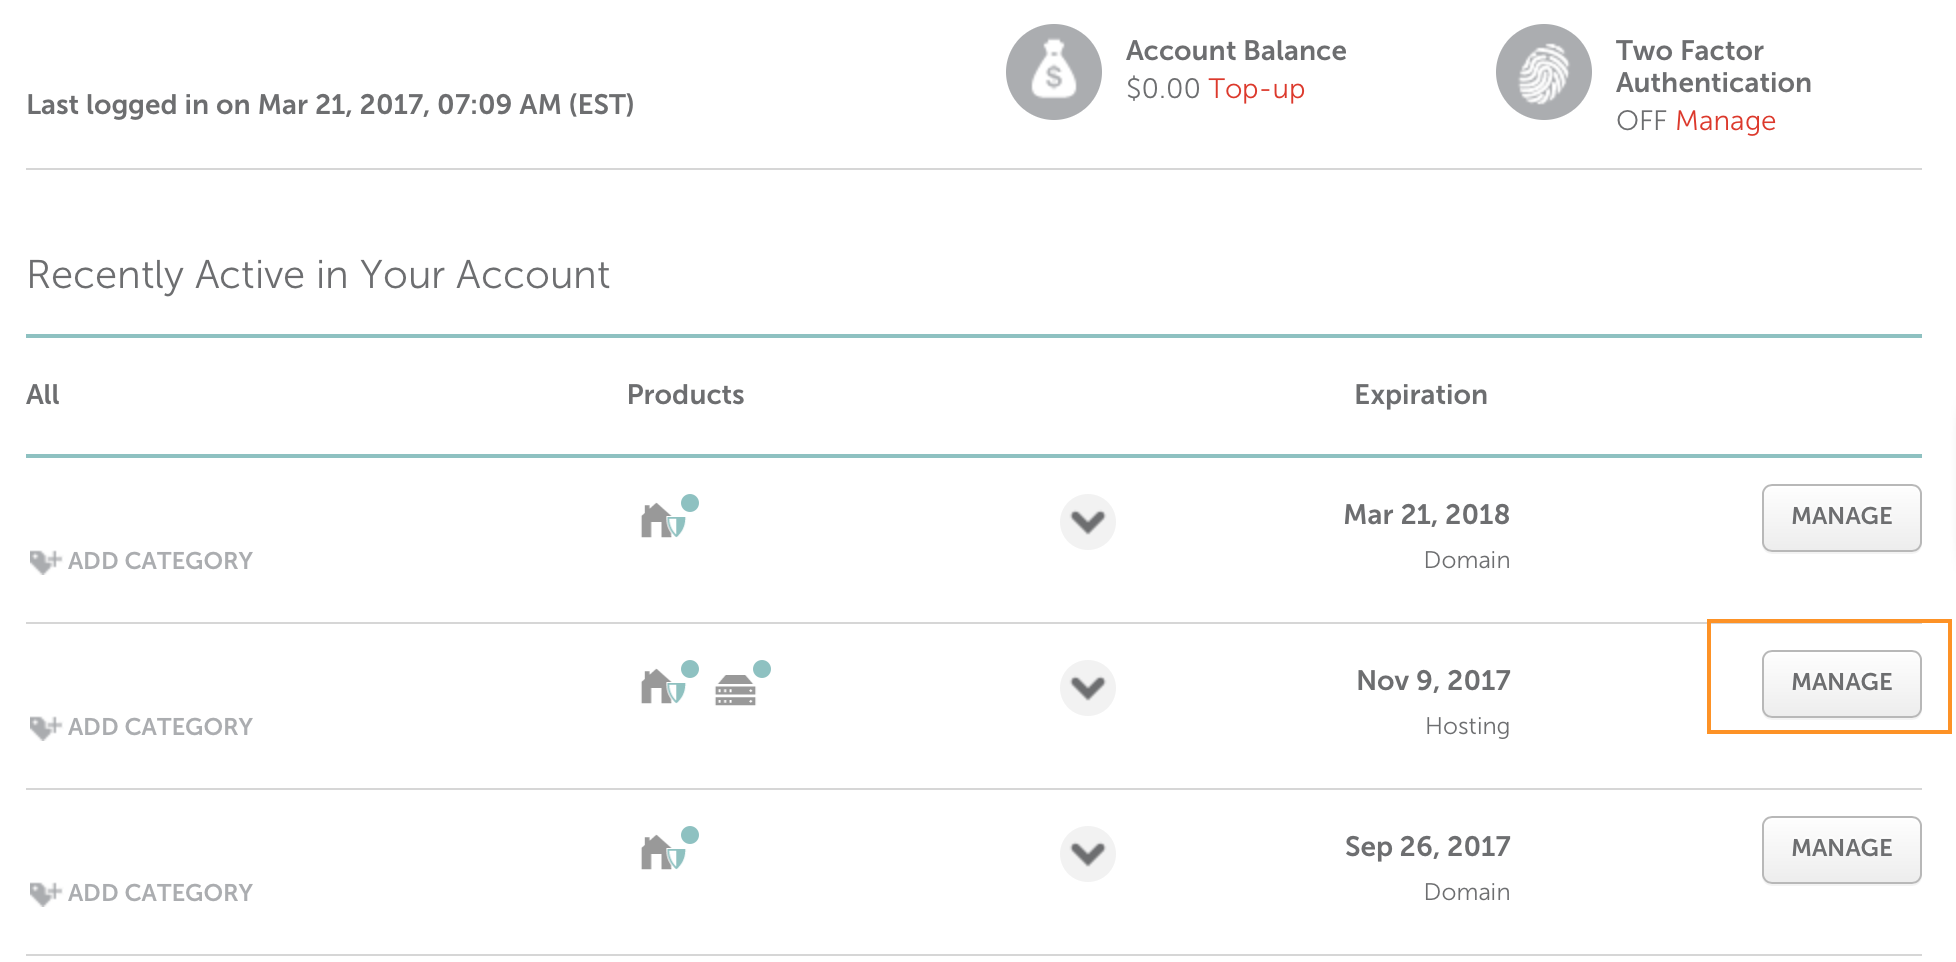 Account Balance
$0.00 Top-up
Two Factor
Authentication
OFF Manage
Last logged in on Mar 21, 2017, 07:09 AM (EST)
Recently Active in Your Account
All Products Expiration
Mar 21, 2018 MANAGE
ADD CATEGORY Domain
Nov 9, 2017 MANAGE
ADD CATEGORY Hosting
Sep 26, 2017 MANAGE
ADD CATEGORY Domain